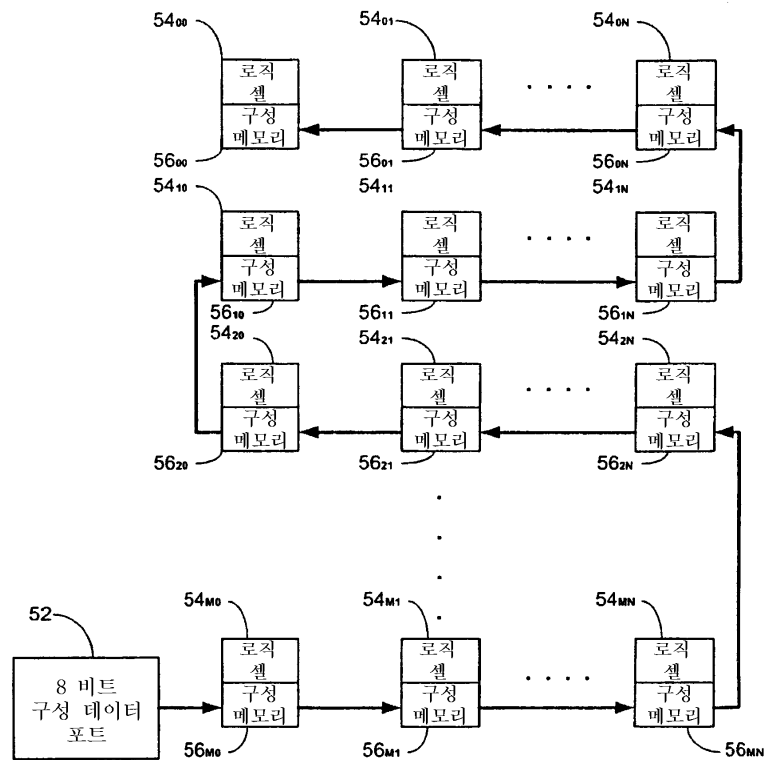 54₀₀ 54₀₁ 54₀N
로직 로직 로직
셀 셀 · · · · 셀
구성 구성 구성
메모리 메모리 메모리
56₀₀ 56₀₁ 56₀N
54₁₀ 54₁₁ 54₁N
로직 로직 로직
셀 셀 · · · · 셀
구성 구성 구성
메모리 메모리 메모리
56₁₀ 56₁₁ 56₁N
54₂₀ 54₂₁ 54₂N
로직 로직 로직
셀 셀 · · · · 셀
구성 구성 구성
메모리 메모리 메모리
56₂₀ 56₂₁ 56₂N
52 54M₀ 54M₁ 54MN
로직 로직 로직
셀 셀 · · · · 셀
8 비트
구성 데이터
포트
구성 구성 구성
메모리 메모리 메모리
56M₀ 56M₁ 56MN